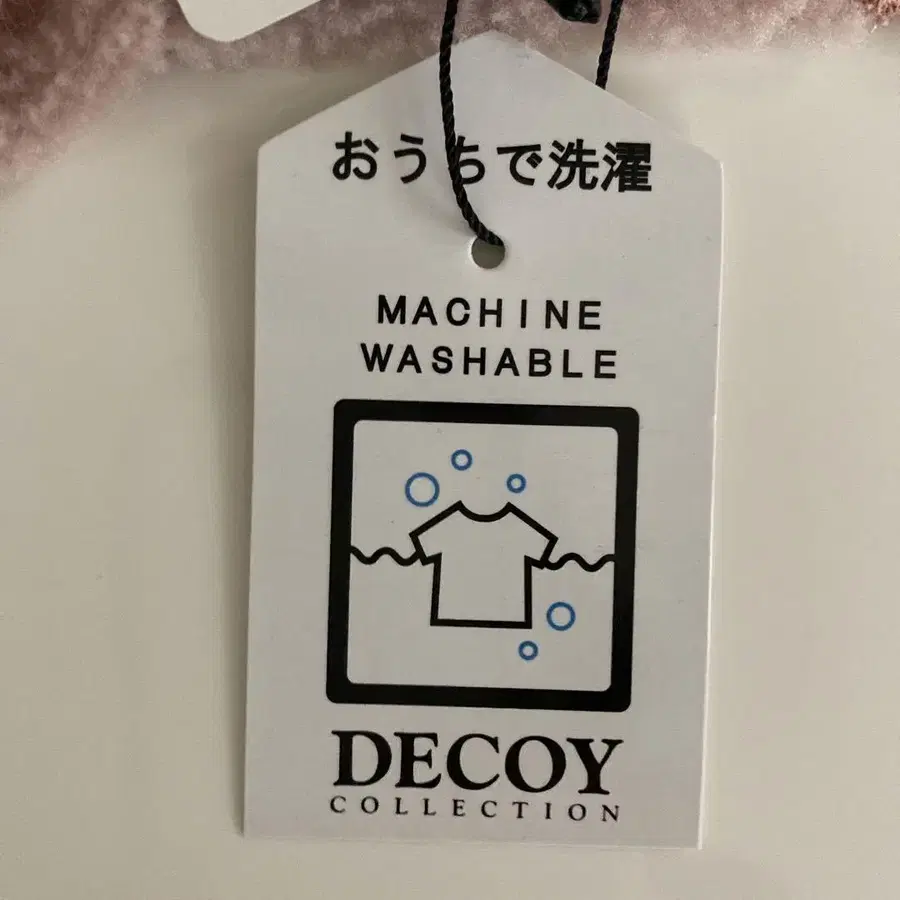 おうちで洗濯
MACHINE
WASHABLE
DECOY
COLLECTION